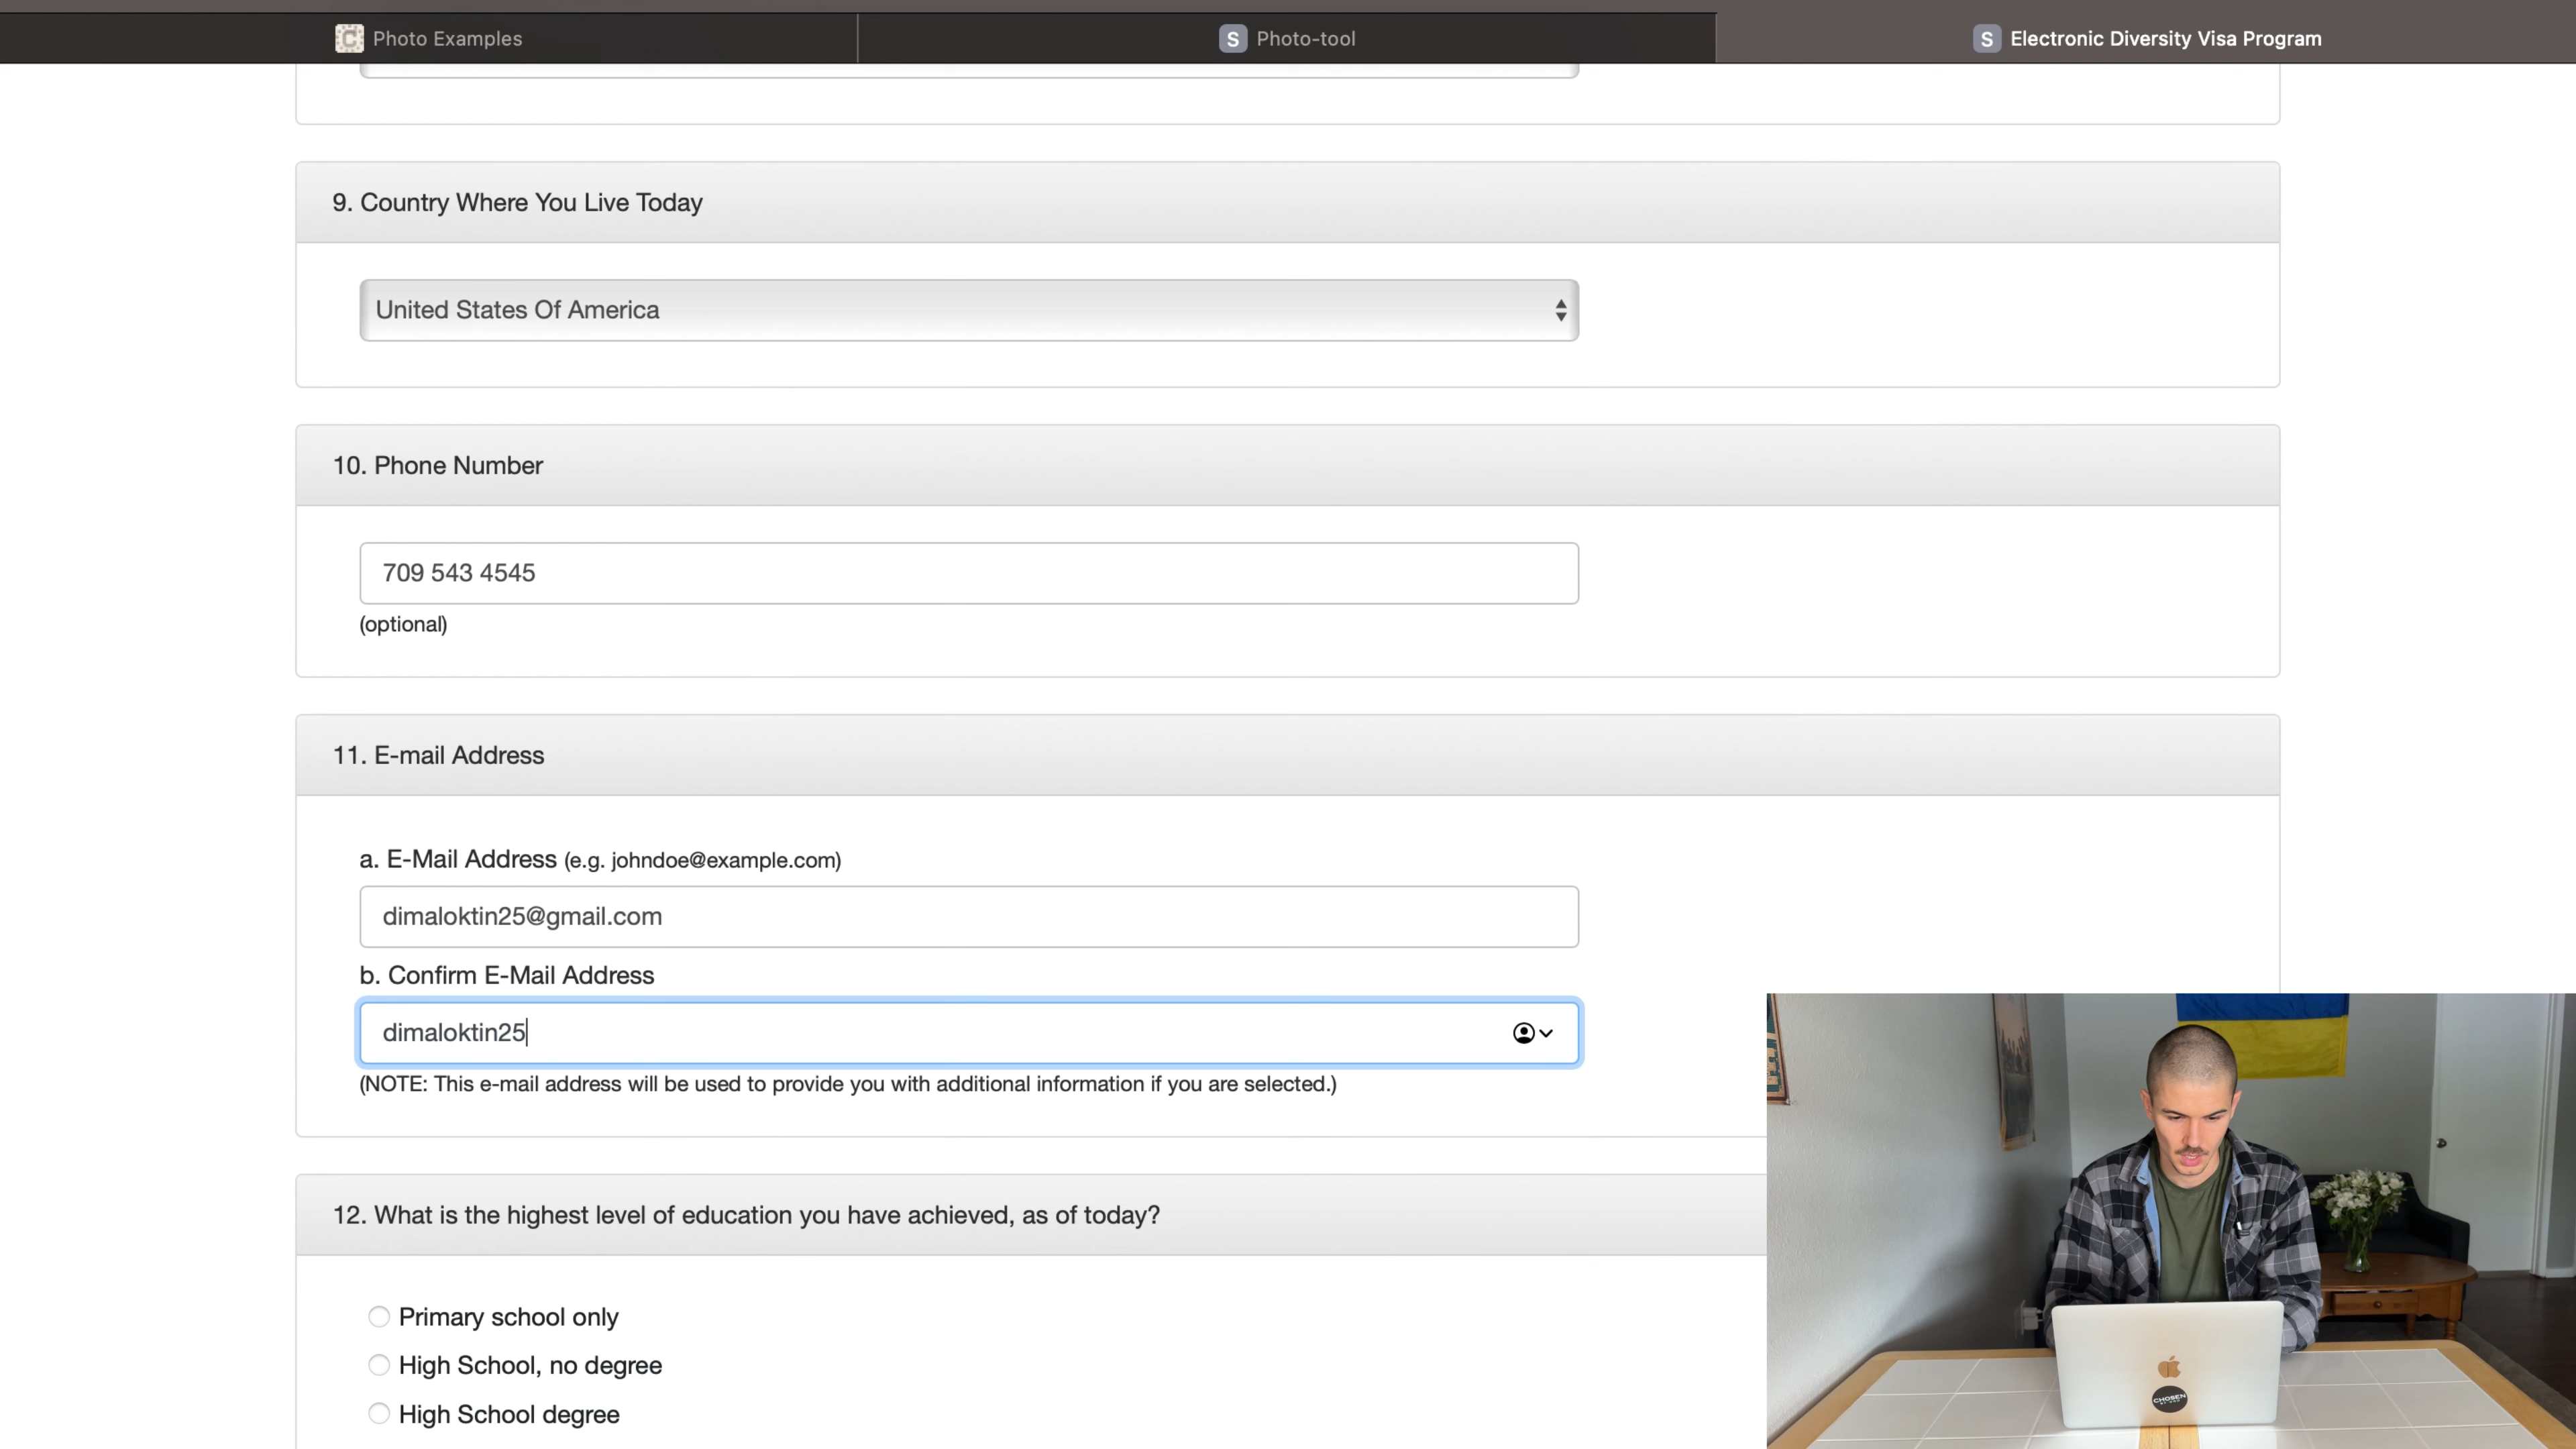 Photo Examples
S Photo-tool
S Electronic Diversity Visa Program
9. Country Where You Live Today
United States Of America
10. Phone Number
709 543 4545
(optional)
11. E-mail Address
a. E-Mail Address (e.g. johndoe@example.com)
dimaloktin25@gmail.com
b. Confirm E-Mail Address
dimaloktin25
(NOTE: This e-mail address will be used to provide you with additional information if you are selected.)
12. What is the highest level of education you have achieved, as of today?
Primary school only
High School, no degree
High School degree
CHOSEN